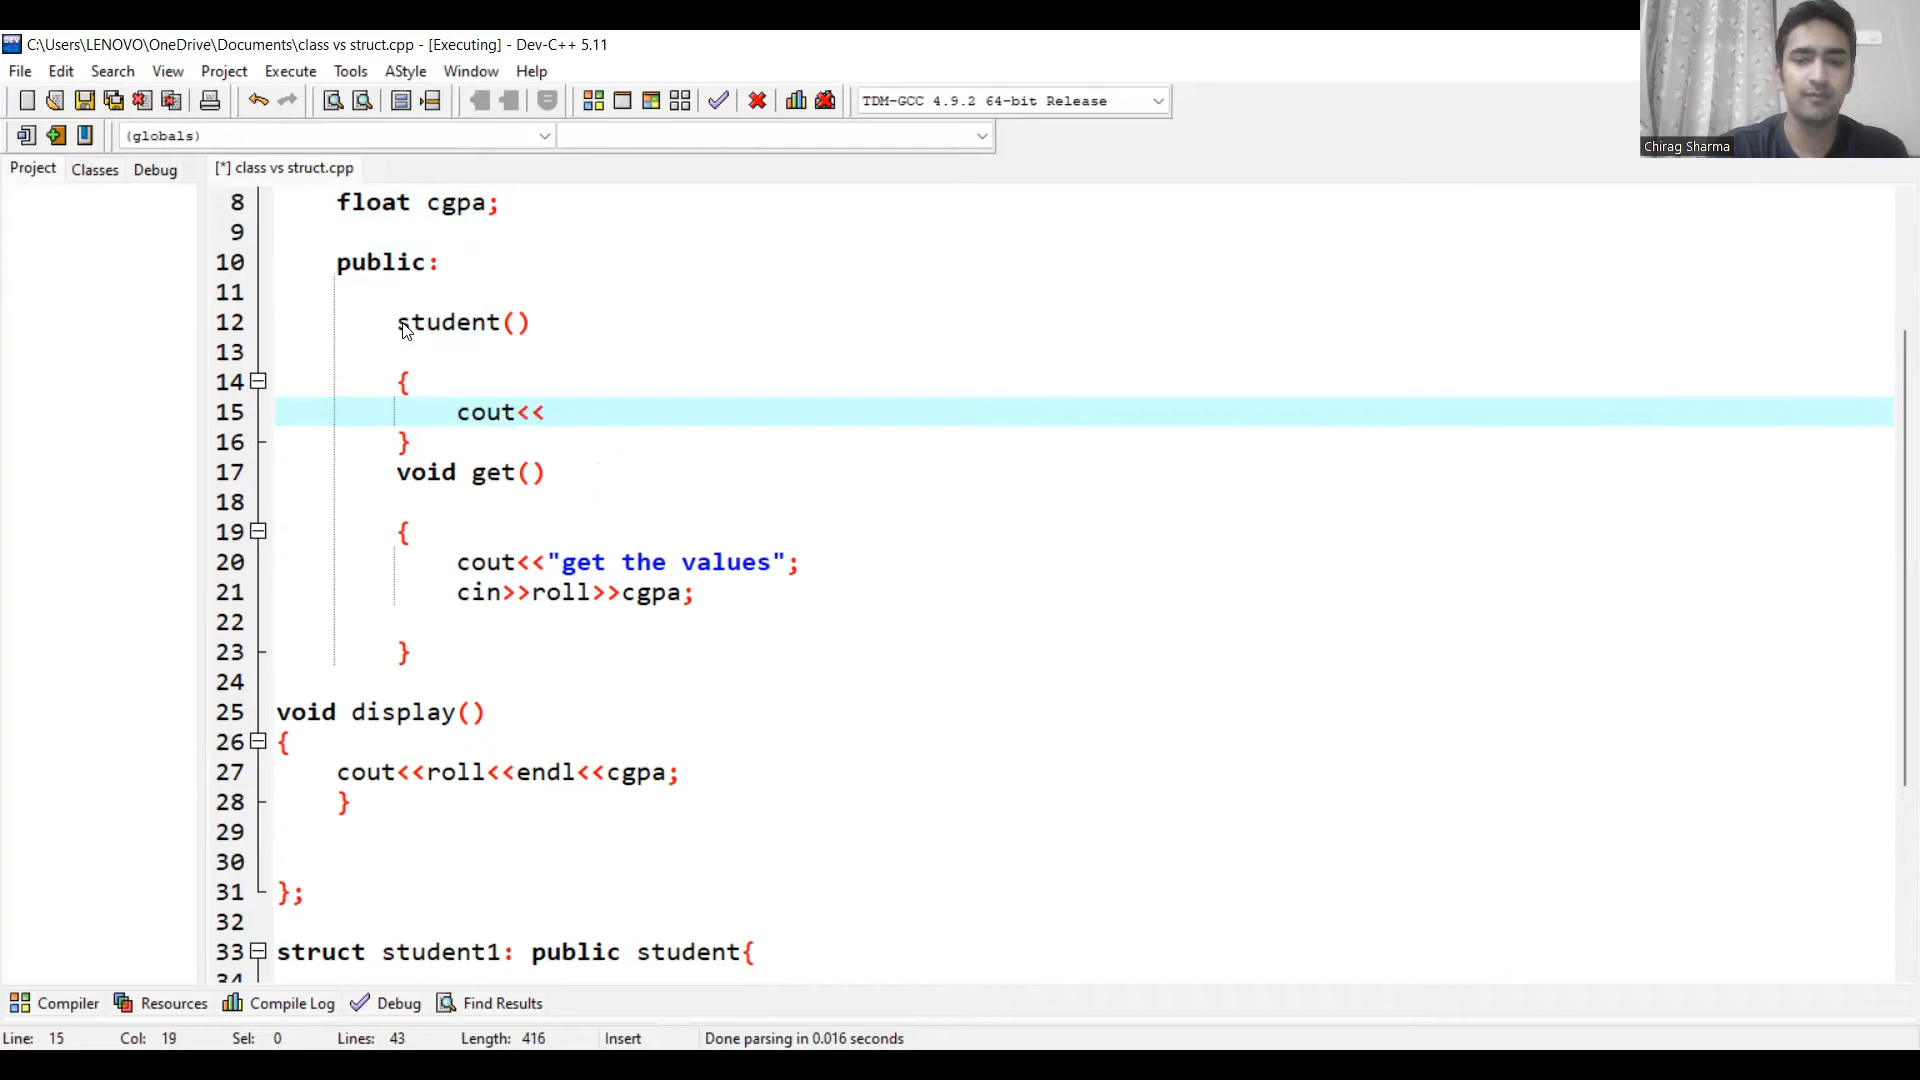 C:\Users\LENOVO\OneDrive\Documents\class vs struct.cpp - [Executing] - Dev-C++ 5.11
File Edit Search View Project Execute Tools AStyle Window Help
TDM-GCC 4.9.2 64-bit Release
(globals)
Chirag Sharma
Project Classes Debug [*] class vs struct.cpp
8 float cgpa;
9
10 public:
11
12 student()
13
14 {
15 cout<<
16 }
17 void get()
18
19 {
20 cout<<"get the values";
21 cin>>roll>>cgpa;
22
23 }
24
25 void display()
26 {
27 cout<<roll<<endl<<cgpa;
28 }
29
30
31 };
32
33 struct student1: public student{
34
Compiler Resources Compile Log Debug Find Results
Line: 15 Col: 19 Sel: 0 Lines: 43 Length: 416 Insert Done parsing in 0.016 seconds